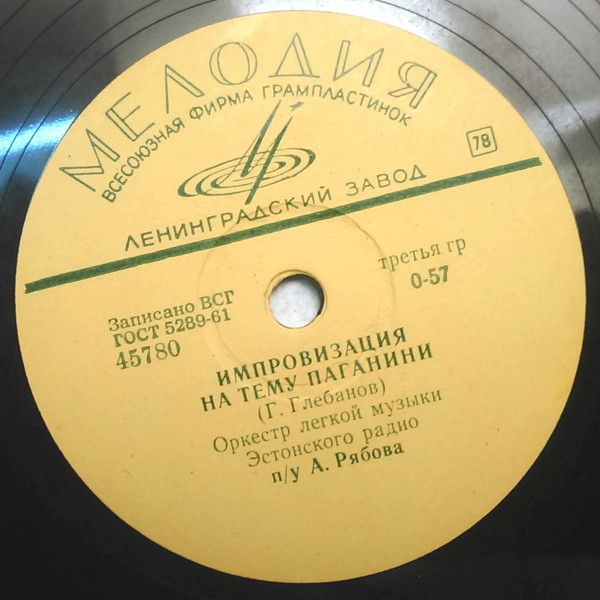 МЕЛОДИЯ
ВСЕСОЮЗНАЯ ФИРМА ГРАМПЛАСТИНОК
78
ЛЕНИНГРАДСКИЙ ЗАВОД
третья гр
0-57
Записано ВСГ
ГОСТ 5289-61
45780
ИМПРОВИЗАЦИЯ
НА ТЕМУ ПАГАНИНИ
(Г. Глебанов)
Оркестр легкой музыки
Эстонского радио
п/у А. Рябова